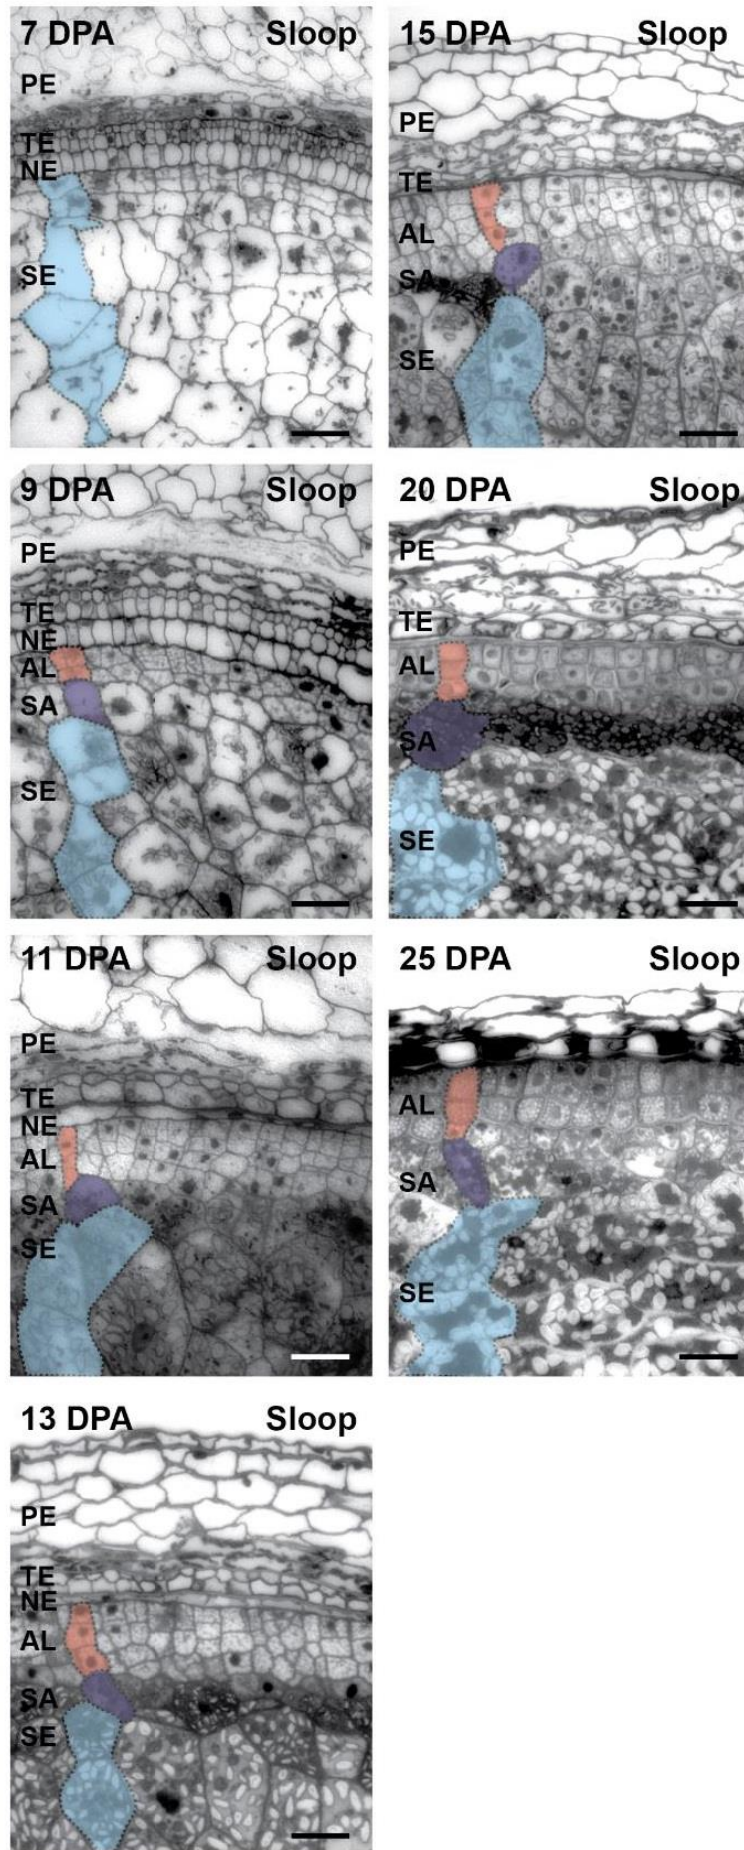 7 DPA Sloop
PE
TE
NE
SE
15 DPA Sloop
PE
TE
AL
SA
SE
9 DPA Sloop
PE
TE
NE
AL
SA
SE
20 DPA Sloop
PE
TE
AL
SA
SE
11 DPA Sloop
PE
TE
NE
AL
SA
SE
25 DPA Sloop
AL
SA
SE
13 DPA Sloop
PE
TE
NE
AL
SA
SE